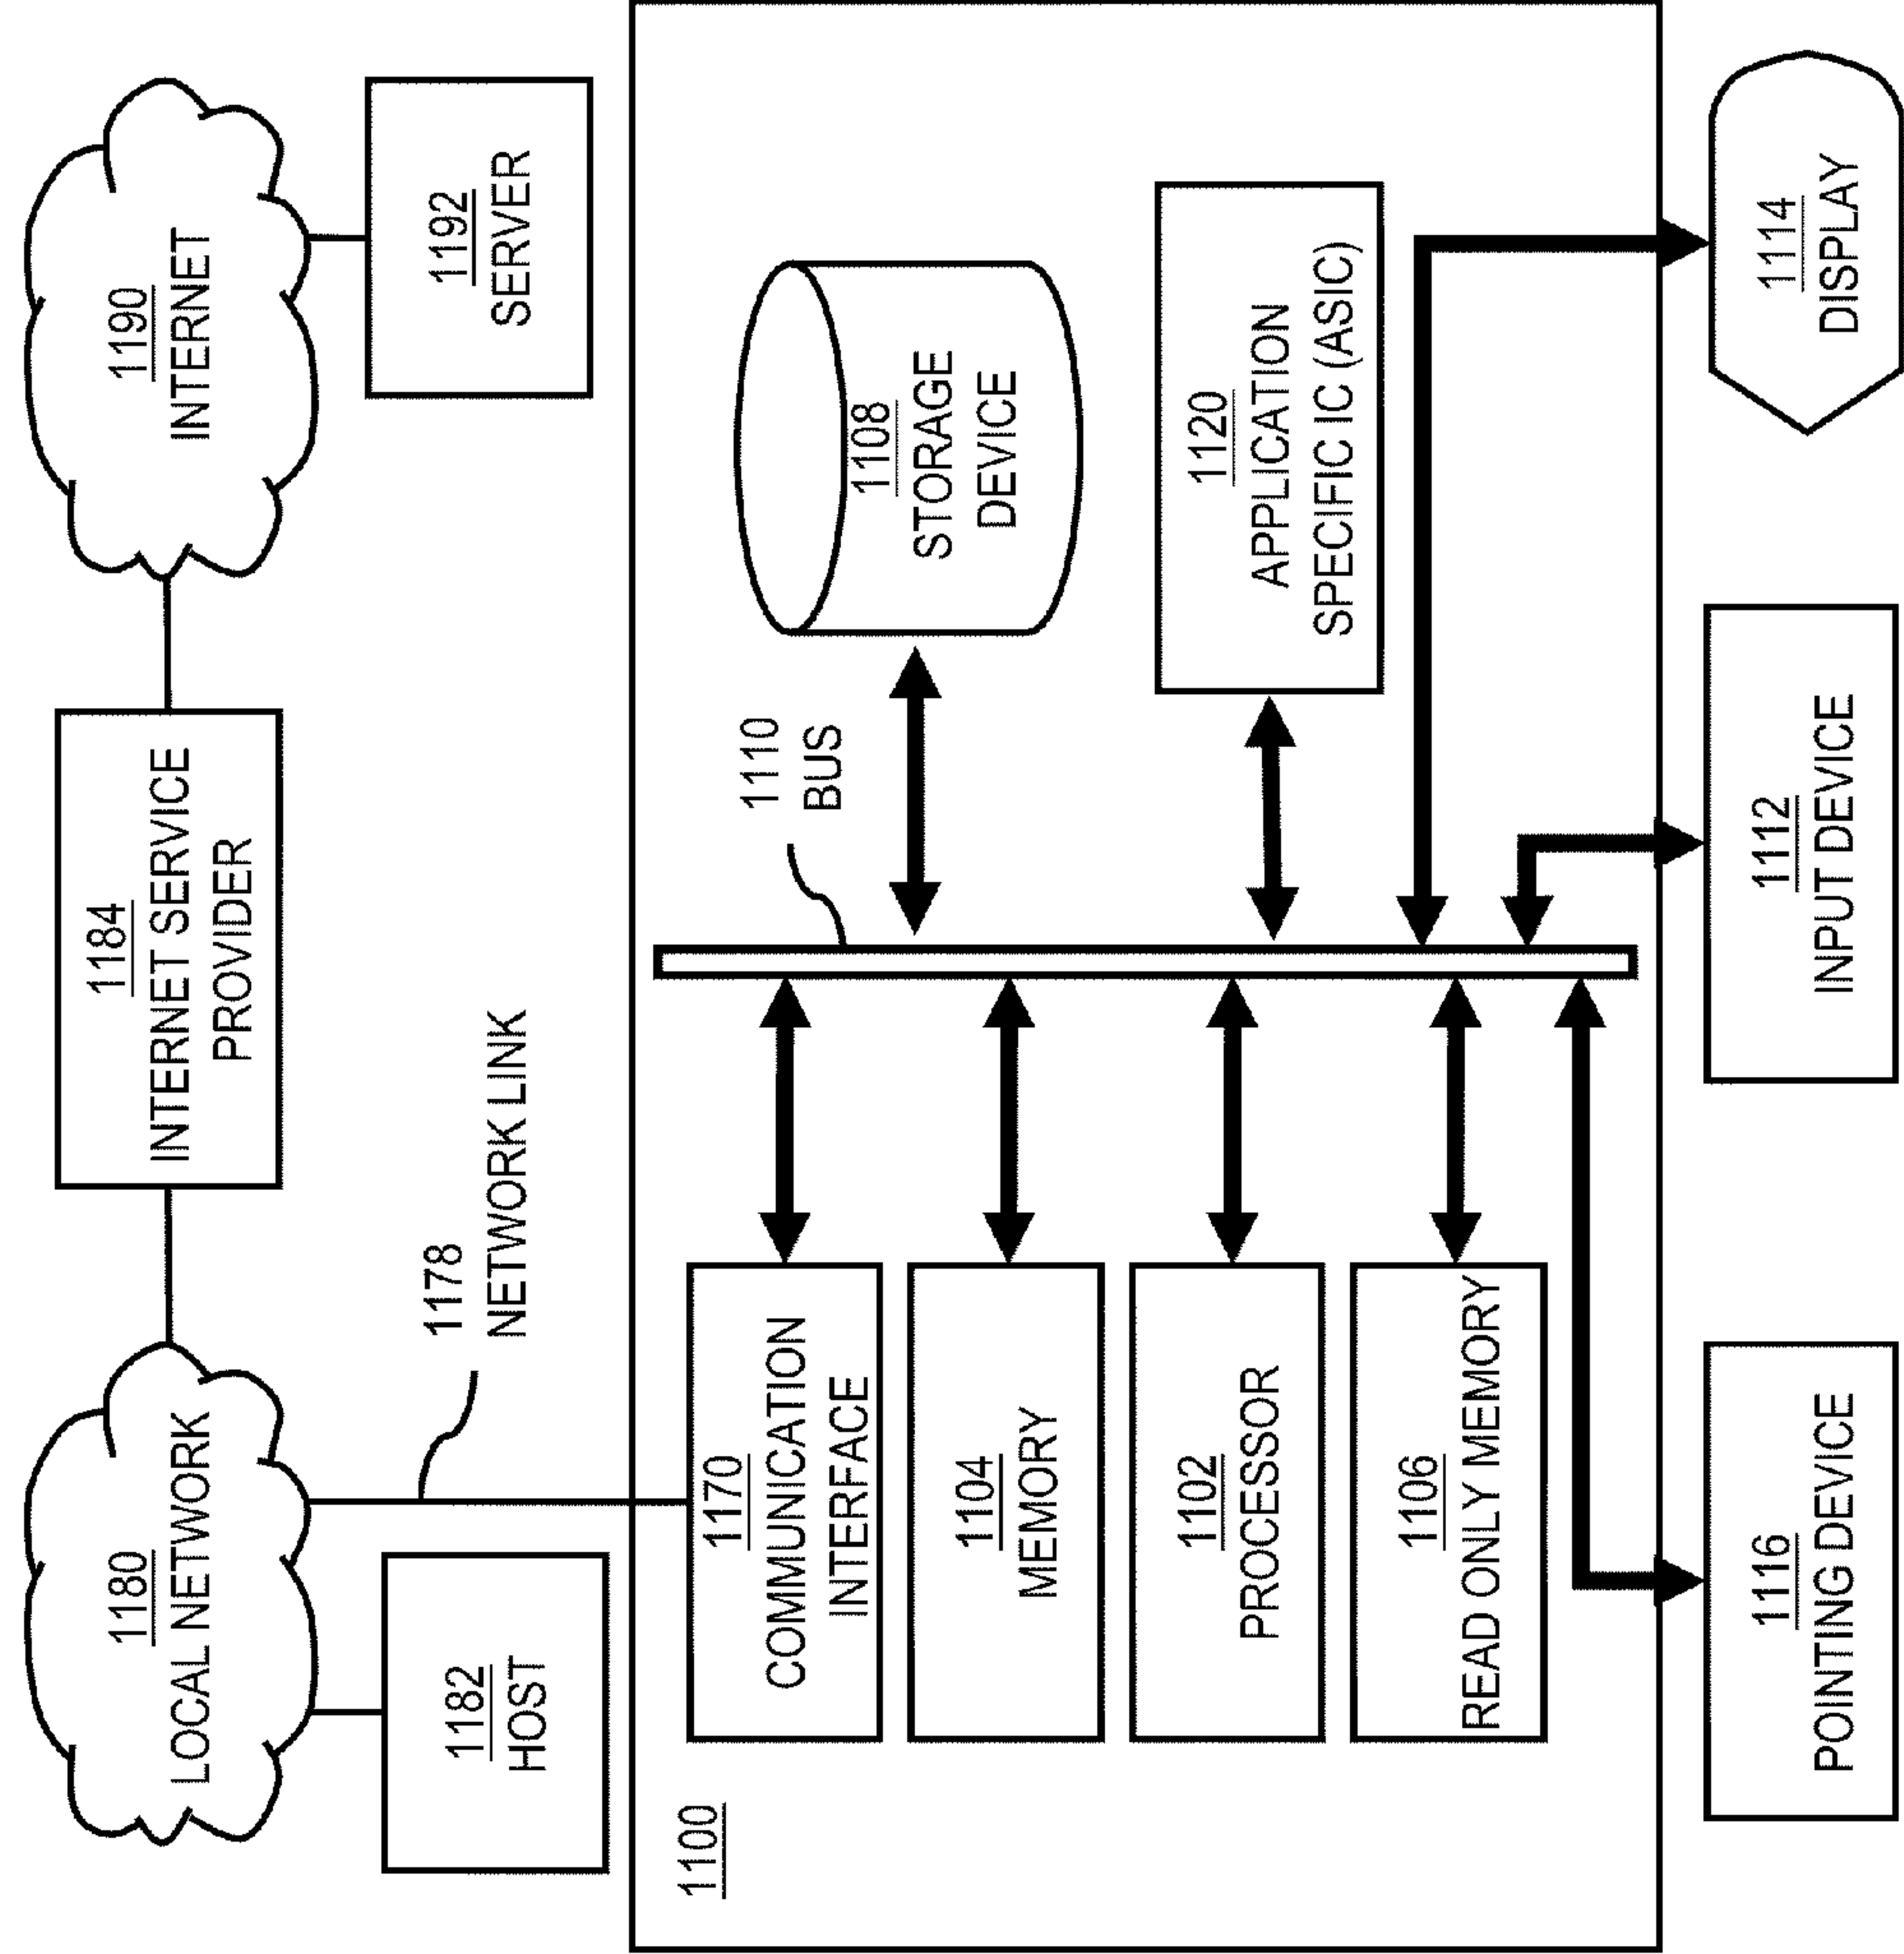 1180
LOCAL NETWORK
1184
INTERNET SERVICE
PROVIDER
1190
INTERNET
1182
HOST
1178
NETWORK LINK
1192
SERVER
1100
1170
COMMUNICATION
INTERFACE
1110
BUS
1108
STORAGE
DEVICE
1104
MEMORY
1102
PROCESSOR
1120
APPLICATION
SPECIFIC IC (ASIC)
1106
READ ONLY MEMORY
1116
POINTING DEVICE
1112
INPUT DEVICE
1114
DISPLAY